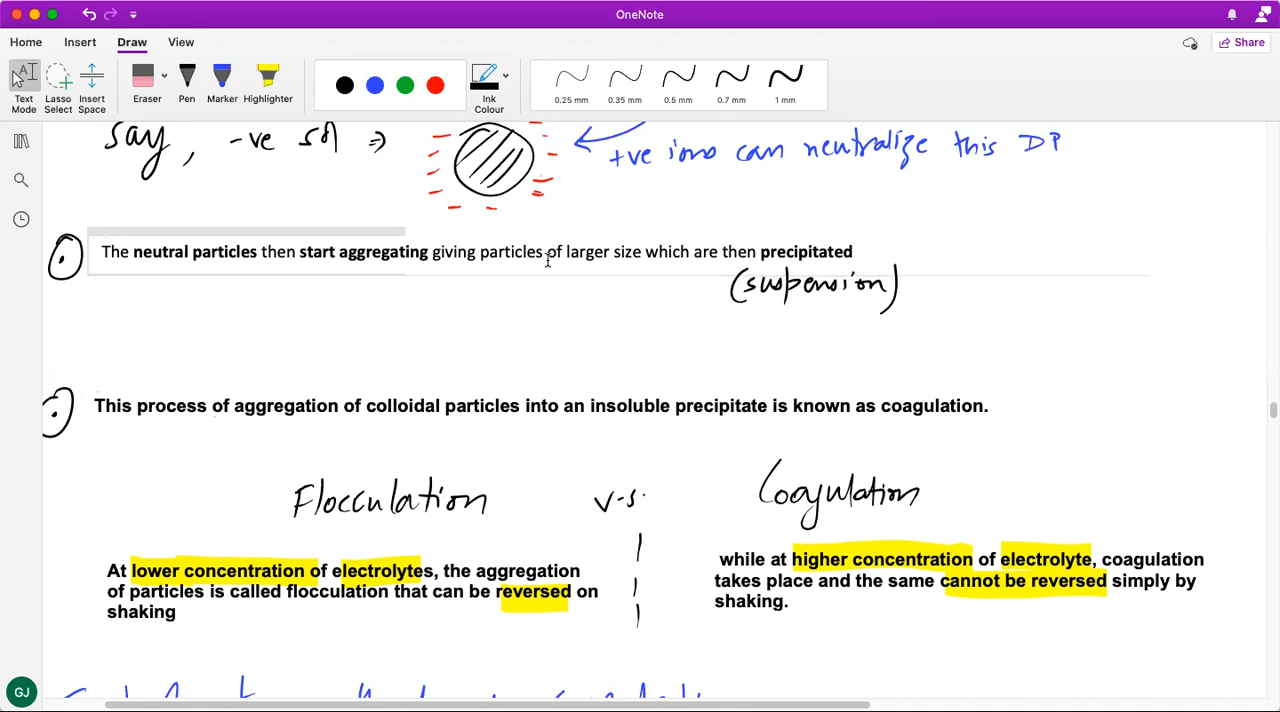 OneNote
Home Insert Draw View
Share
Text Mode
Lasso Select
Insert Space
Eraser
Pen
Marker
Highlighter
Ink Colour
0.25 mm
0.35 mm
0.5 mm
0.7 mm
1 mm
say, -ve sol ⇒
+ve ions can neutralize this DP
The neutral particles then start aggregating giving particles of larger size which are then precipitated
(suspension)
This process of aggregation of colloidal particles into an insoluble precipitate is known as coagulation.
Flocculation v.s. Coagulation
At lower concentration of electrolytes, the aggregation
of particles is called flocculation that can be reversed on
shaking
while at higher concentration of electrolyte, coagulation
takes place and the same cannot be reversed simply by
shaking.
GJ